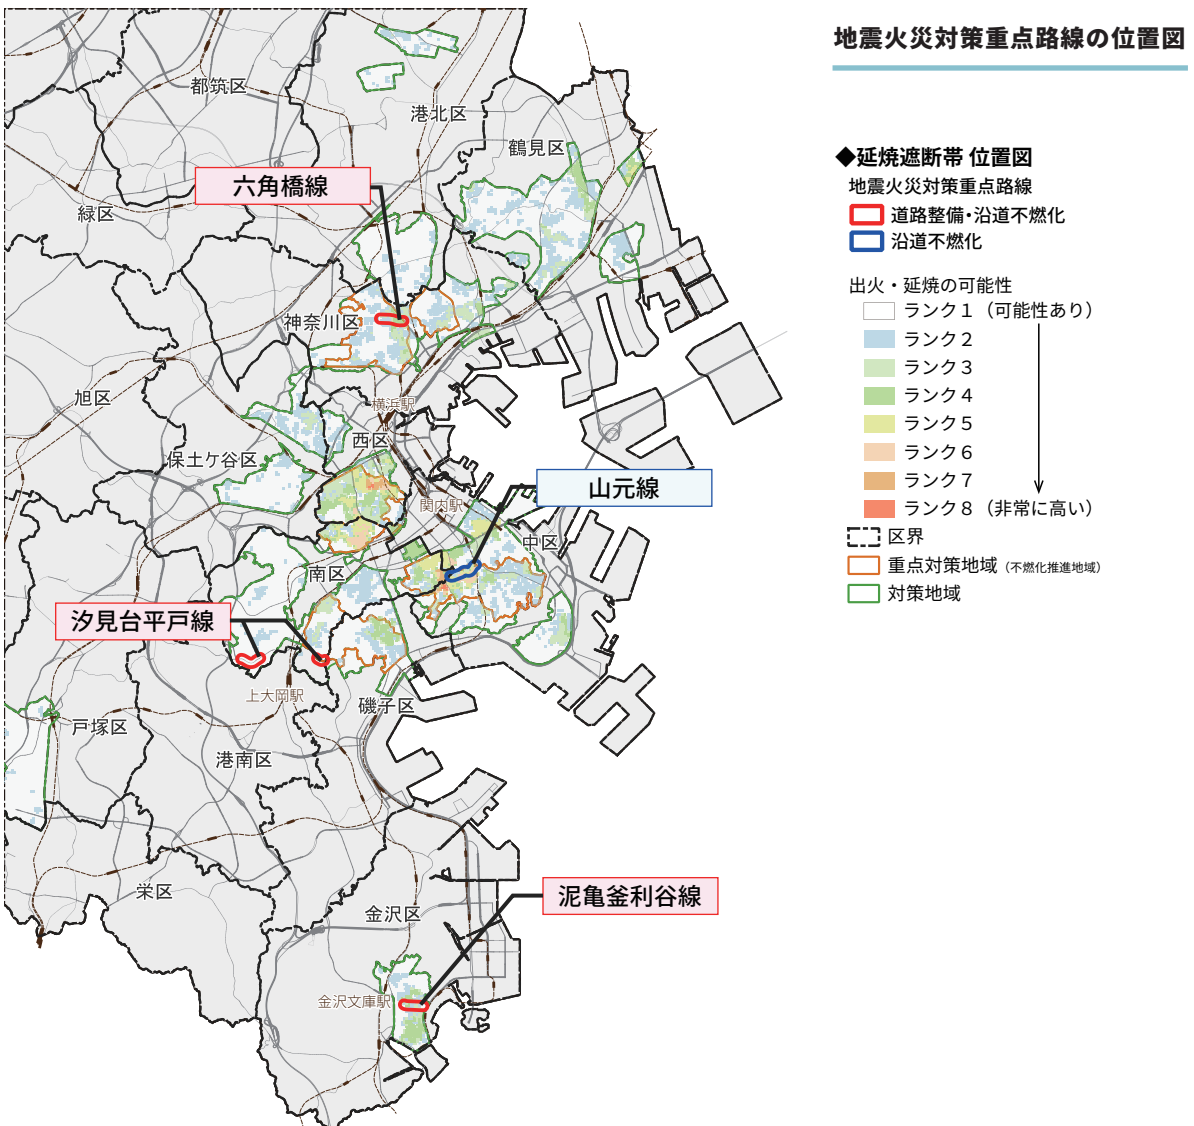 地震火災対策重点路線の位置図
◆延焼遮断帯 位置図
地震火災対策重点路線
道路整備・沿道不燃化
沿道不燃化
出火・延焼の可能性
ランク１（可能性あり）
ランク２
ランク３
ランク４
ランク５
ランク６
ランク７
ランク８（非常に高い）
区界
重点対策地域（不燃化推進地域）
対策地域
都筑区
港北区
鶴見区
六角橋線
緑区
神奈川区
旭区
横浜駅
西区
保土ケ谷区
山元線
関内駅
中区
南区
汐見台平戸線
上大岡駅
磯子区
戸塚区
港南区
栄区
泥亀釜利谷線
金沢区
金沢文庫駅